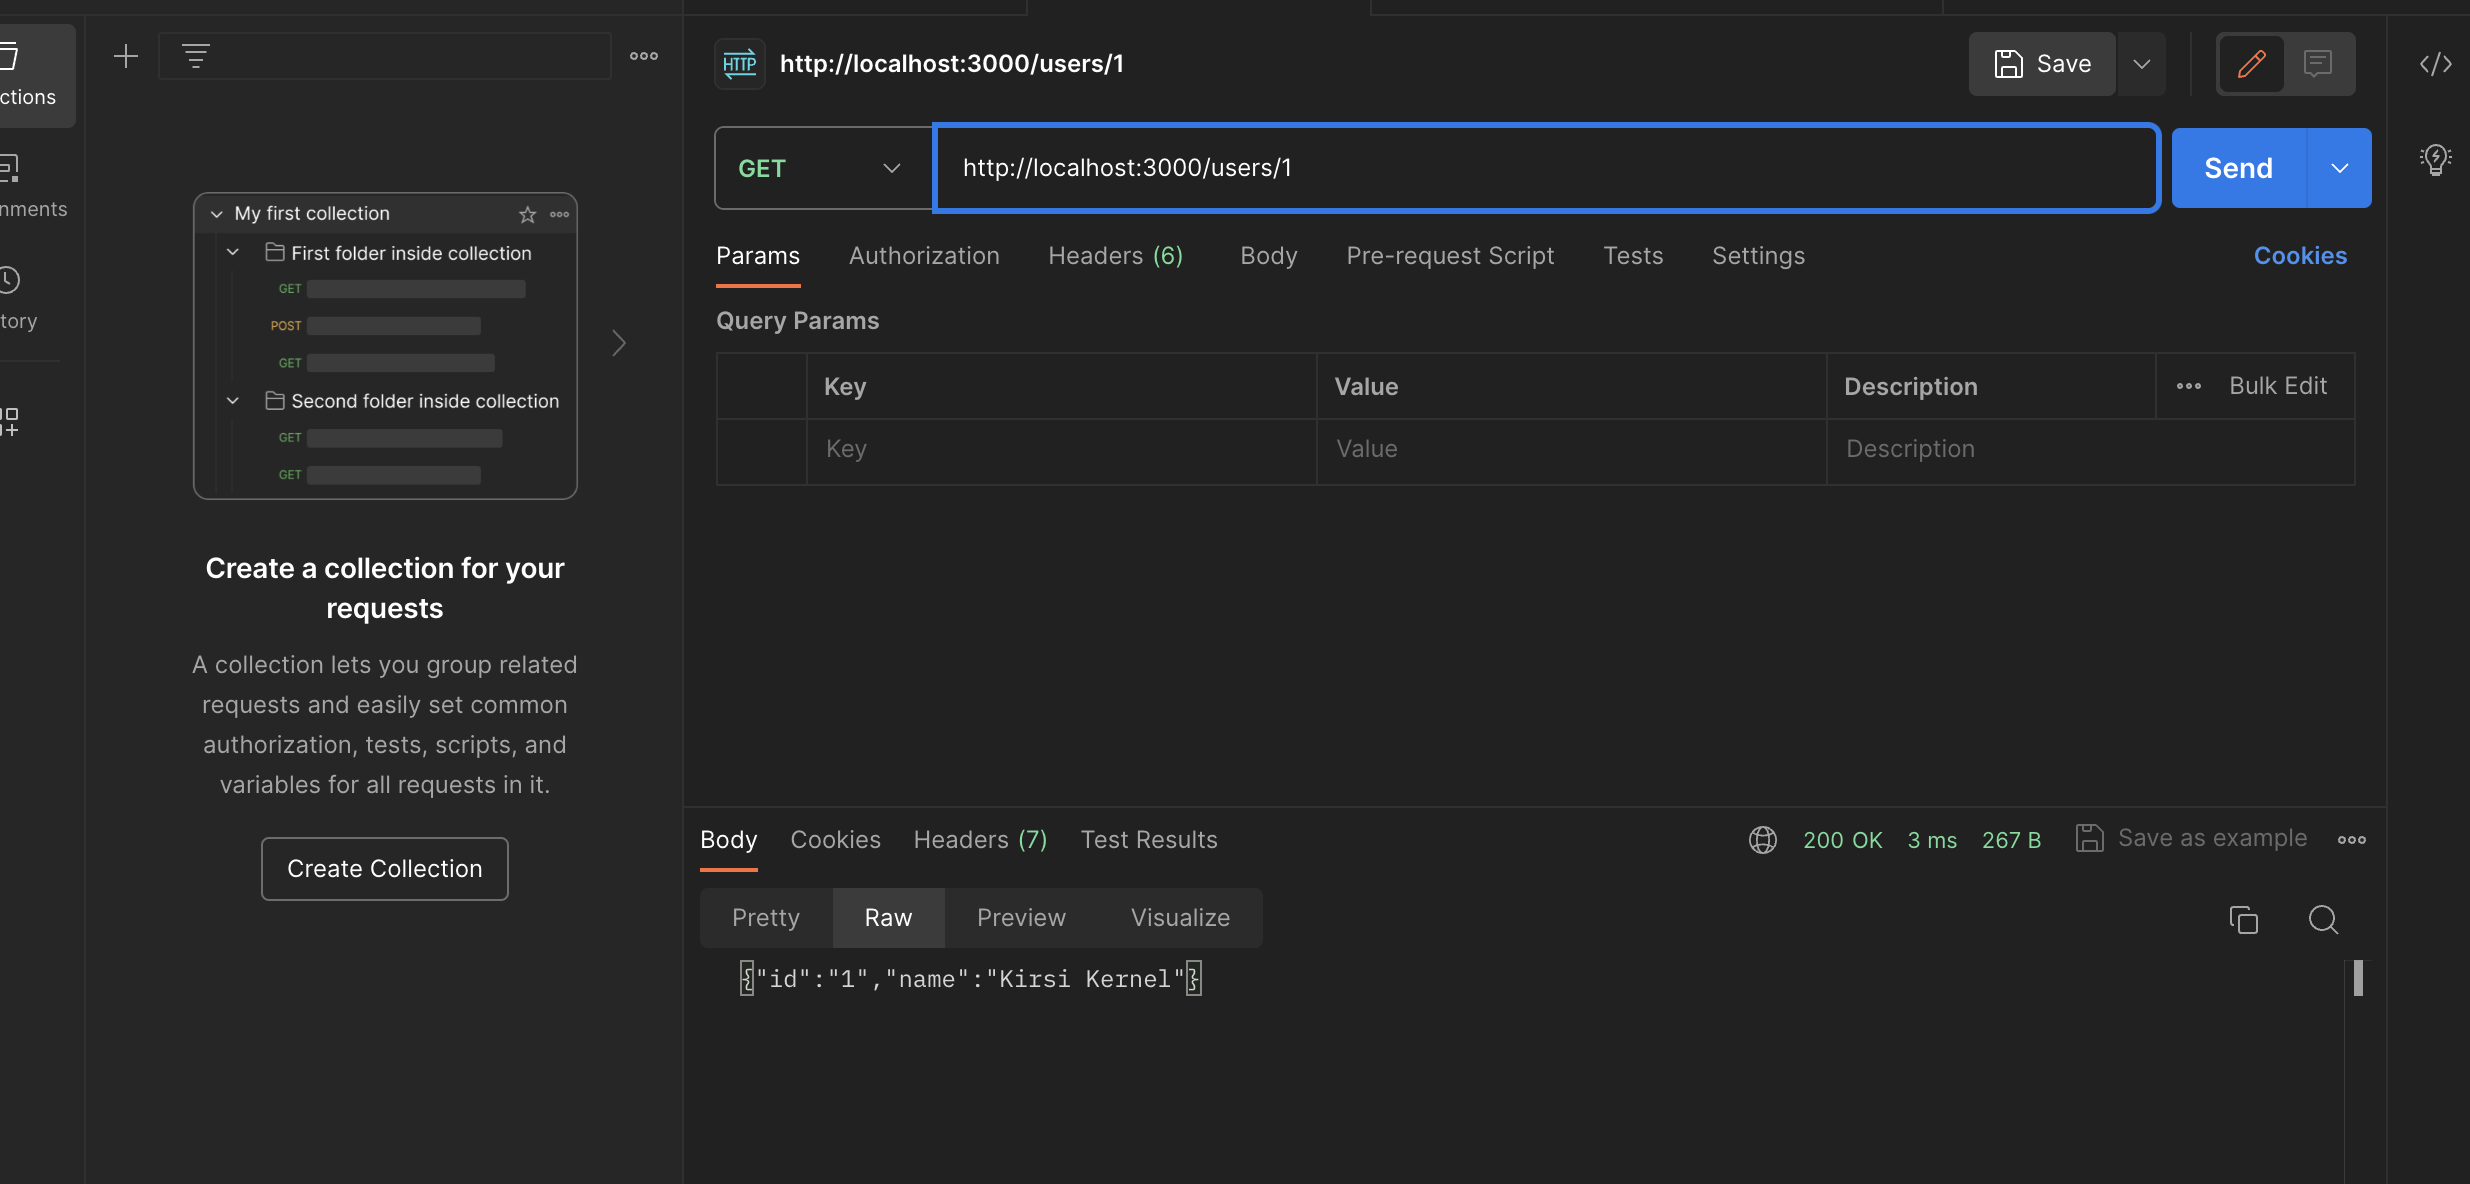 ctions
nments
tory
My first collection
First folder inside collection
GET
POST
GET
Second folder inside collection
GET
GET
Create a collection for your
requests
A collection lets you group related
requests and easily set common
authorization, tests, scripts, and
variables for all requests in it.
Create Collection
HTTP http://localhost:3000/users/1
Save
GET http://localhost:3000/users/1 Send
Params Authorization Headers (6) Body Pre-request Script Tests Settings Cookies
Query Params
Key Value Description Bulk Edit
Key Value Description
Body Cookies Headers (7) Test Results 200 OK 3 ms 267 B Save as example
Pretty Raw Preview Visualize
{"id":"1","name":"Kirsi Kernel"}